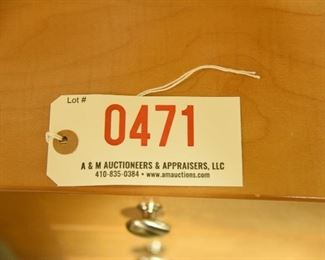 Lot #
0471
A & M AUCTIONEERS & APPRAISERS, LLC
410-835-0384 • www.amauctions.com